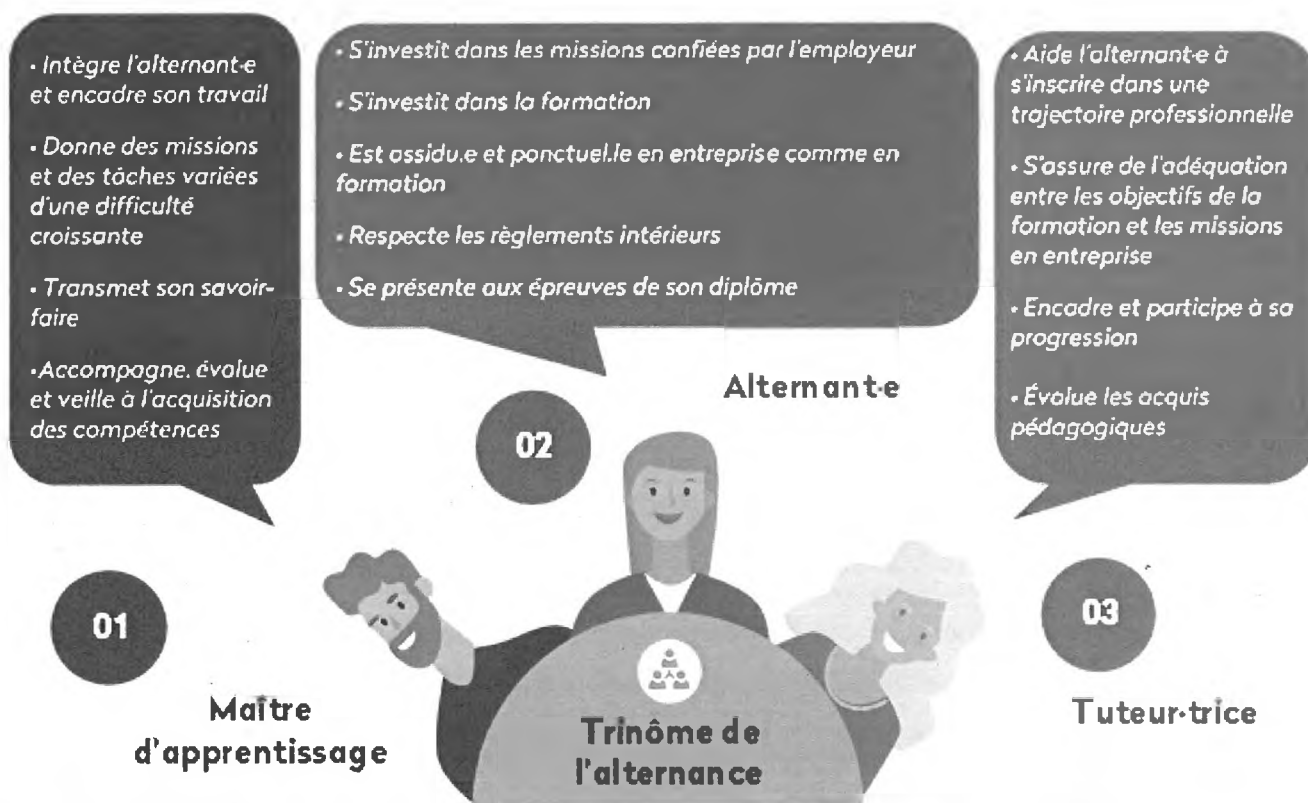 • Intègre l'alternant·e
et encadre son travail
• Donne des missions
et des tâches variées
d'une difficulté
croissante
• Transmet son savoir-
faire
•Accompagne, évalue
et veille à l'acquisition
des compétences
01
Maître
d'apprentissage
• S'investit dans les missions confiées par l'employeur
• S'investit dans la formation
• Est assidu.e et ponctuel.le en entreprise comme en
formation
• Respecte les règlements intérieurs
• Se présente aux épreuves de son diplôme
Alternant·e
02
• Aide l'alternant·e à
s'inscrire dans une
trajectoire professionnelle
• S'assure de l'adéquation
entre les objectifs de la
formation et les missions
en entreprise
• Encadre et participe à sa
progression
• Évalue les acquis
pédagogiques
03
Tuteur·trice
Trinôme de
l'alternance